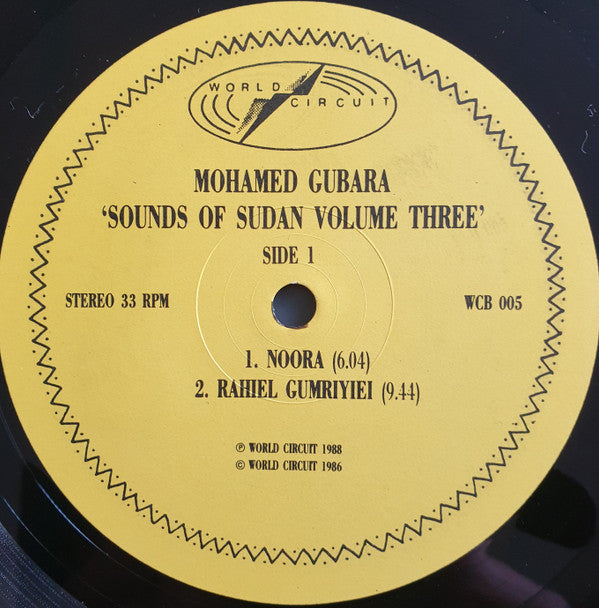 WORLD
CIRCUIT
MOHAMED GUBARA
‘SOUNDS OF SUDAN VOLUME THREE’
SIDE 1
STEREO 33 RPM WCB 005
1. NOORA (6.04)
2. RAHIEL GUMRIYIEI (9.44)
℗ WORLD CIRCUIT 1988
© WORLD CIRCUIT 1986